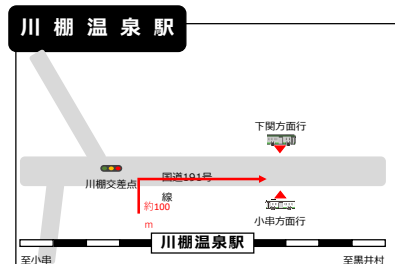 川棚温泉駅
下関方面行
国道191号
線
川棚交差点
約100
m
小串方面行
川棚温泉駅
至小串
至黒井村